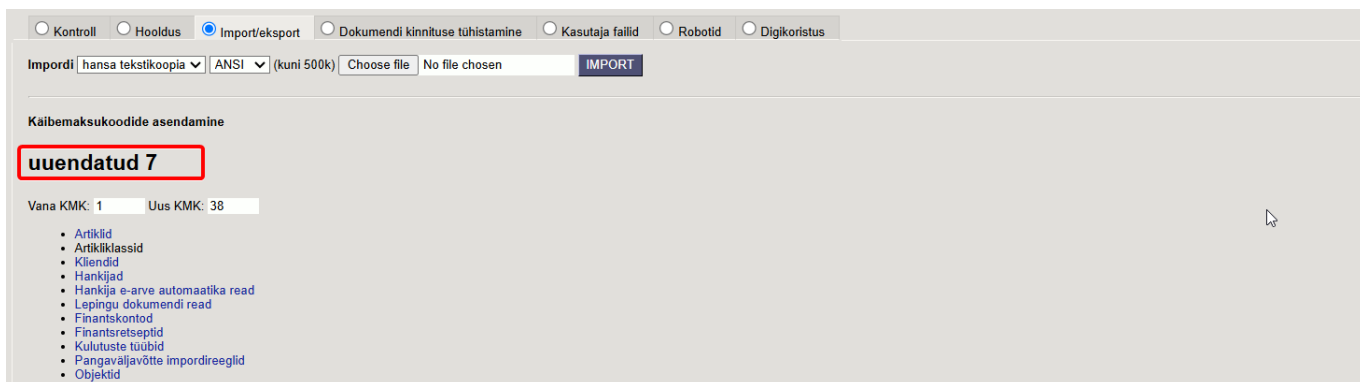 Kontroll Hooldus Import/eksport Dokumendi kinnituse tühistamine Kasutaja failid Robotid Digikoristus
Impordi hansa tekstikoopia ANSI (kuni 500k) Choose file No file chosen IMPORT
Käibemaksukoodide asendamine
uuendatud 7
Vana KMK: 1 Uus KMK: 38
Artiklid
Artikliklassid
Kliendid
Hankijad
Hankija e-arve automaatika read
Lepingu dokumendi read
Finantskontod
Finantsretseptid
Kulutuste tüübid
Pangaväljavõtte impordireeglid
Objektid